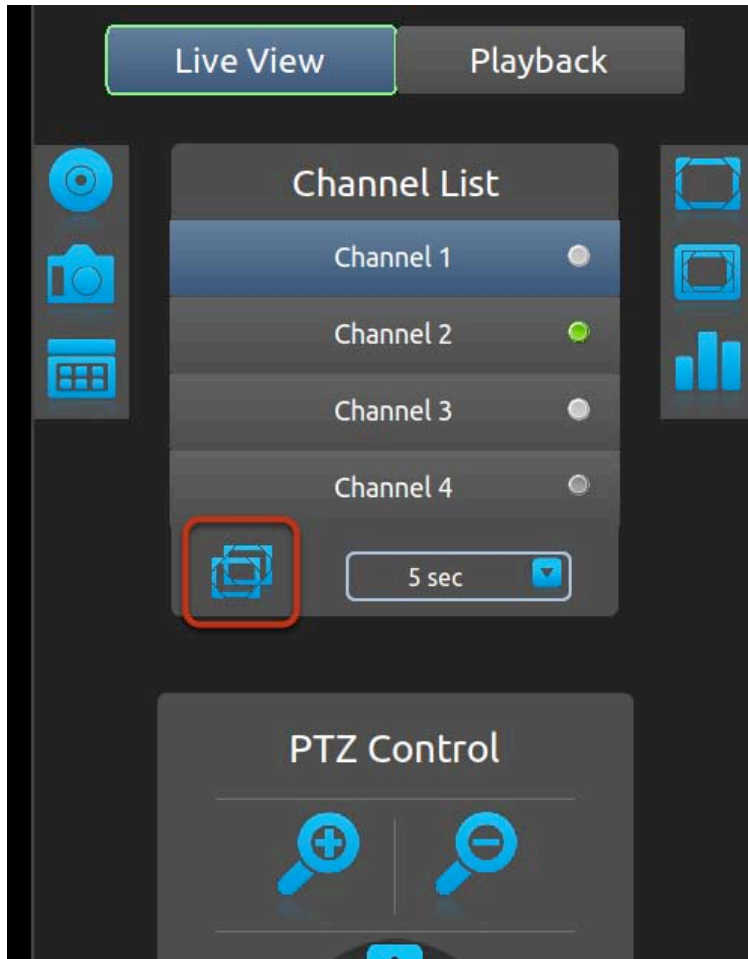 Live View
Playback
Channel List
Channel 1
Channel 2
Channel 3
Channel 4
5 sec
PTZ Control